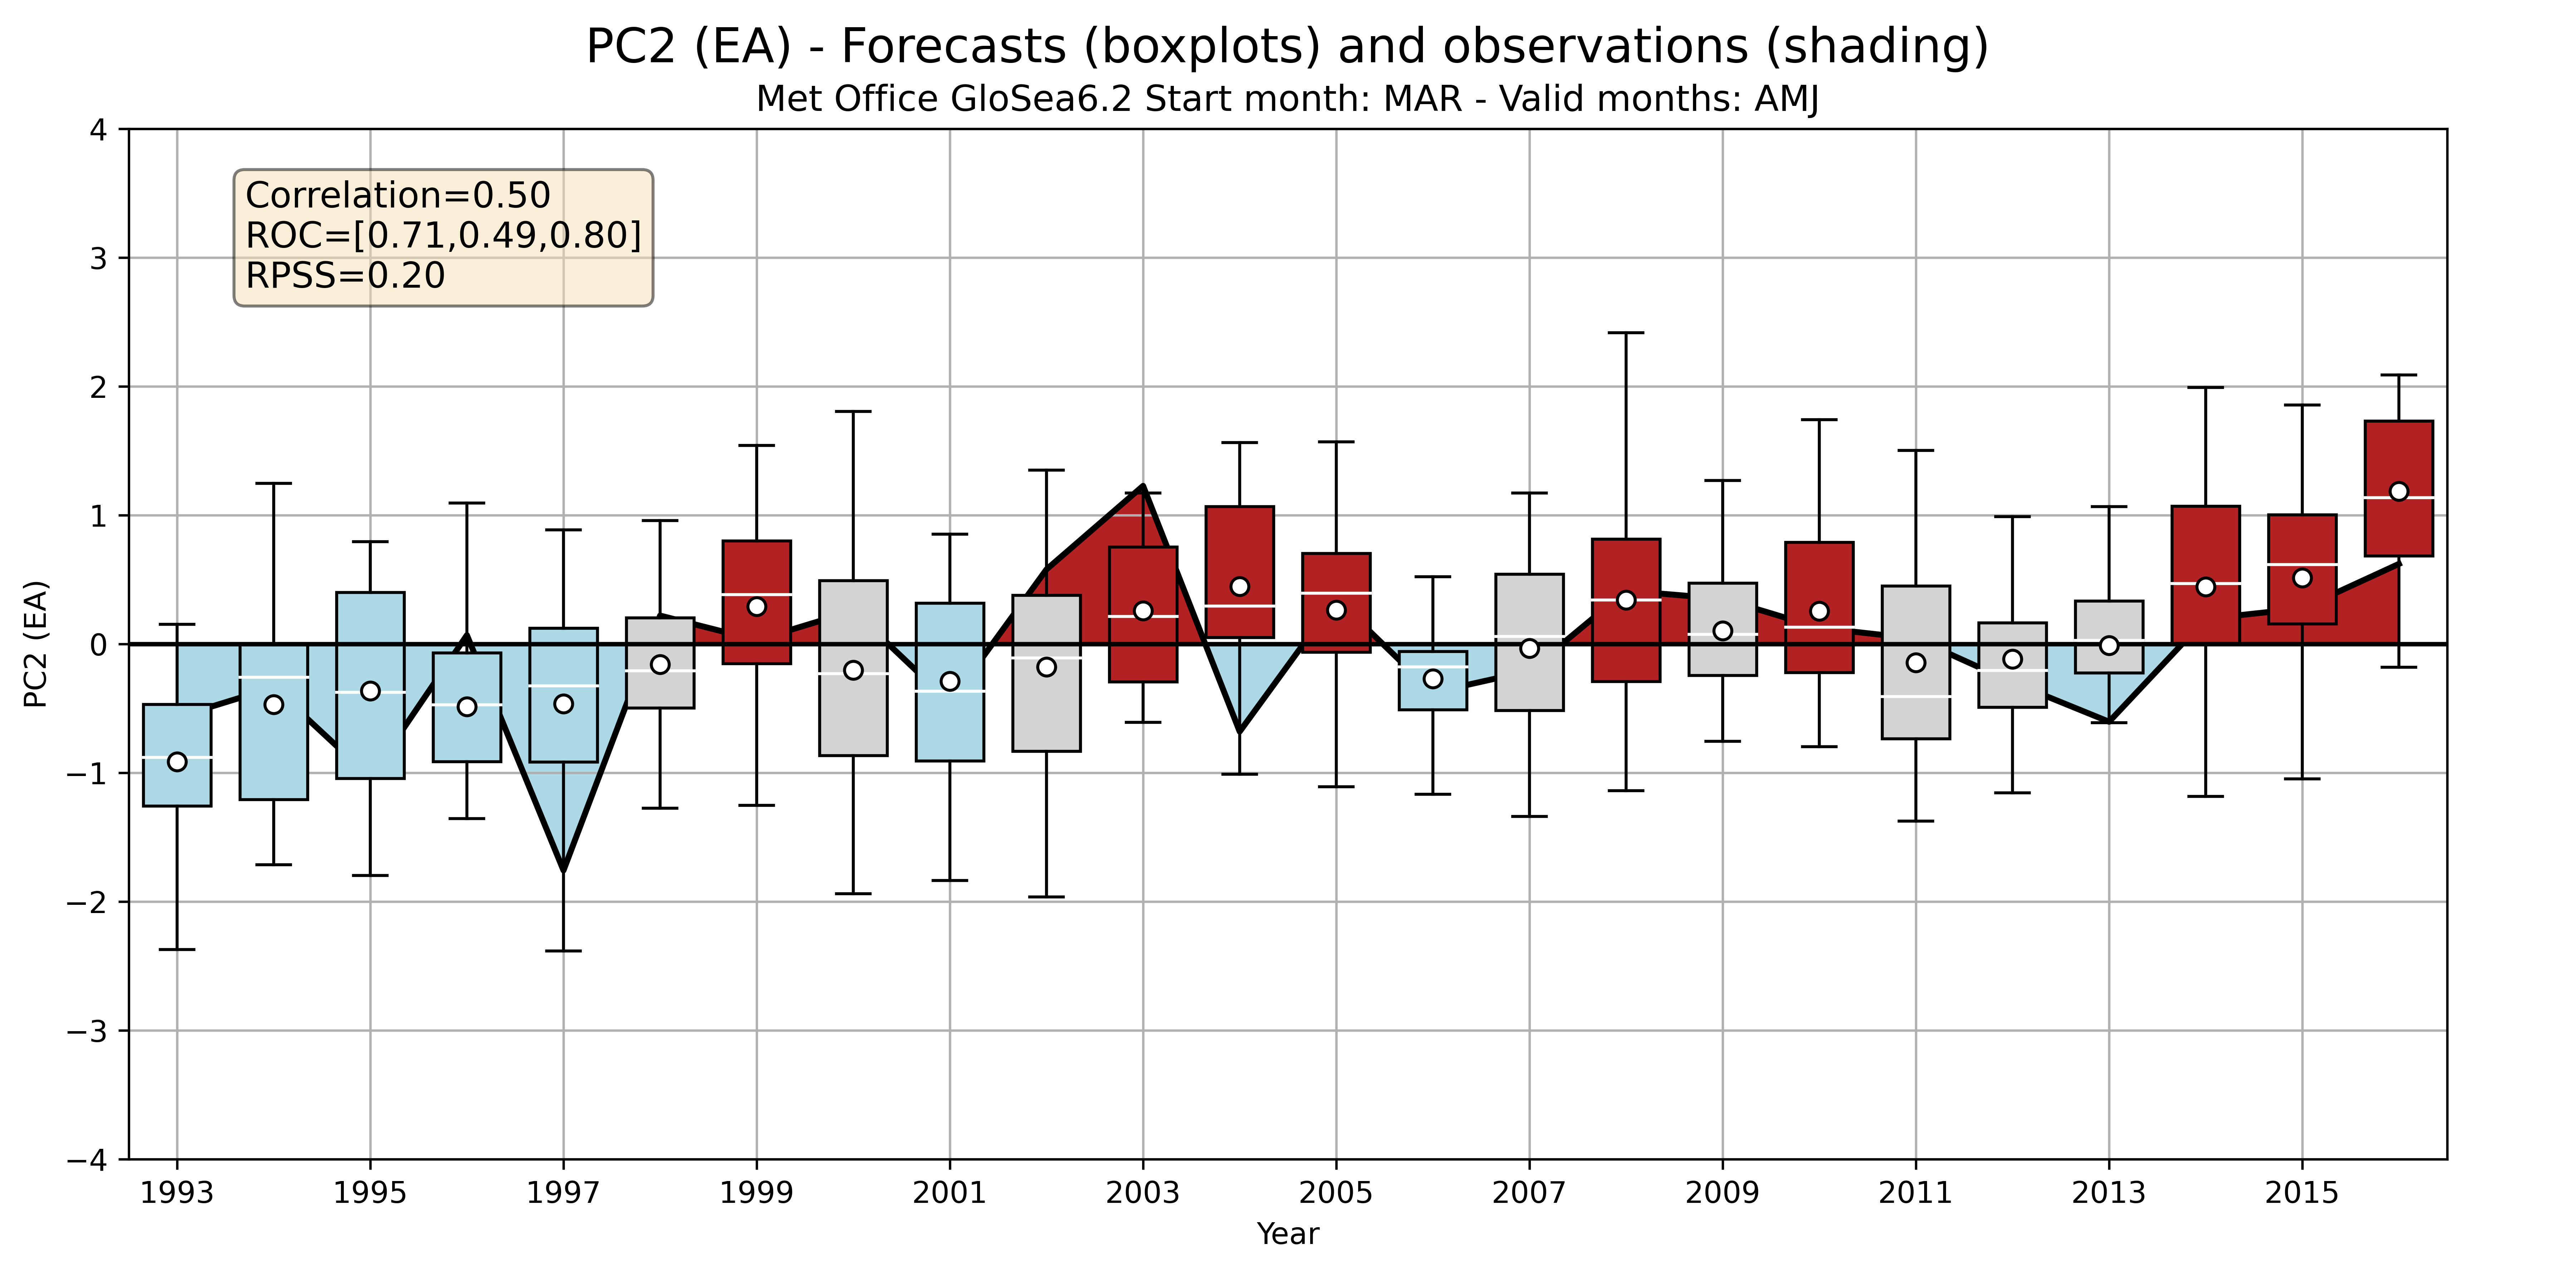 PC2 (EA) - Forecasts (boxplots) and observations (shading)
Met Office GloSea6.2 Start month: MAR - Valid months: AMJ
Correlation=0.50
ROC=[0.71,0.49,0.80]
RPSS=0.20
PC2 (EA)
4
3
2
1
0
−1
−2
−3
−4
1993 1995 1997 1999 2001 2003 2005 2007 2009 2011 2013 2015
Year